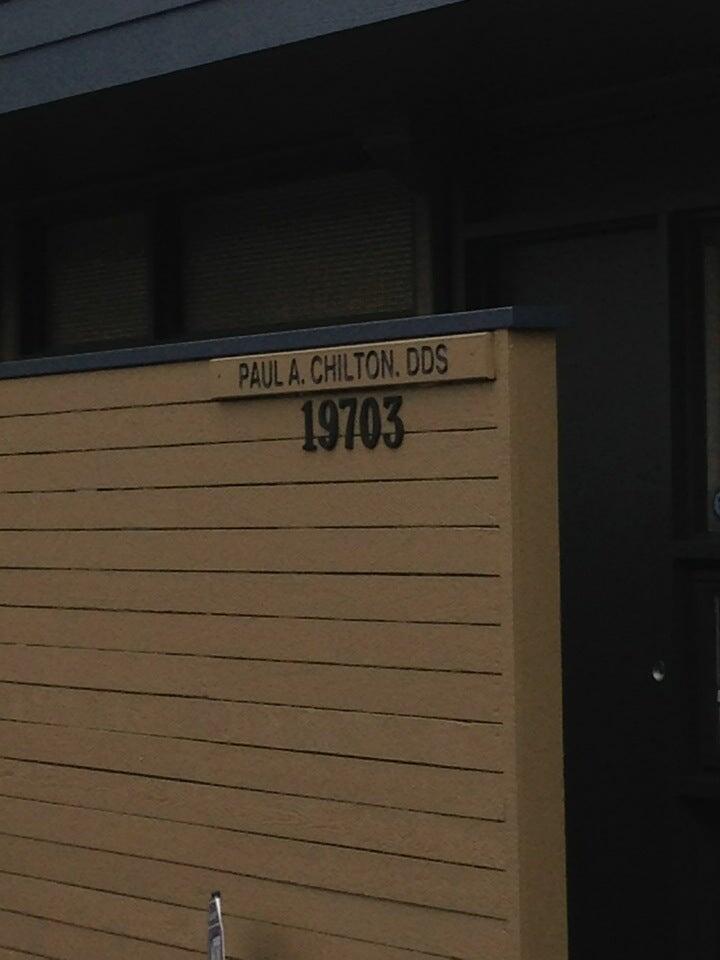 PAUL A. CHILTON. DDS
19703